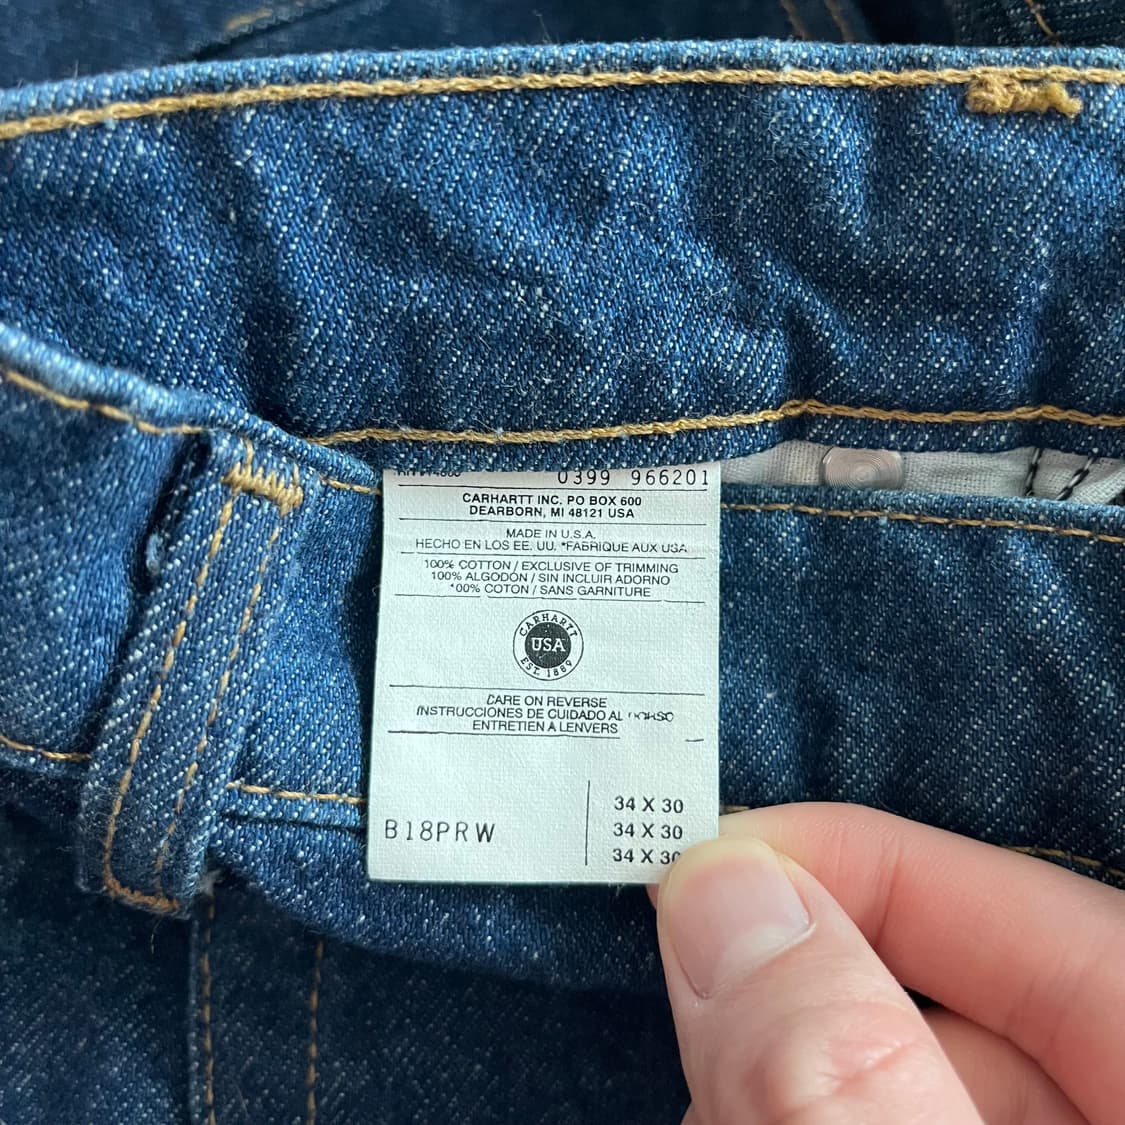 0399 966201
CARHARTT INC. PO BOX 600
DEARBORN, MI 48121 USA
MADE IN U.S.A.
HECHO EN LOS EE. UU. *FABRIQUE AUX USA
100% COTTON / EXCLUSIVE OF TRIMMING
100% ALGODÓN / SIN INCLUIR ADORNO
*00% COTON / SANS GARNITURE
CARHARTT
USA
EST. 1889
CARE ON REVERSE
INSTRUCCIONES DE CUIDADO AL
ENTRETIEN A LENVERS
34 X 30
B18PRW
34 X 30
34 X 30